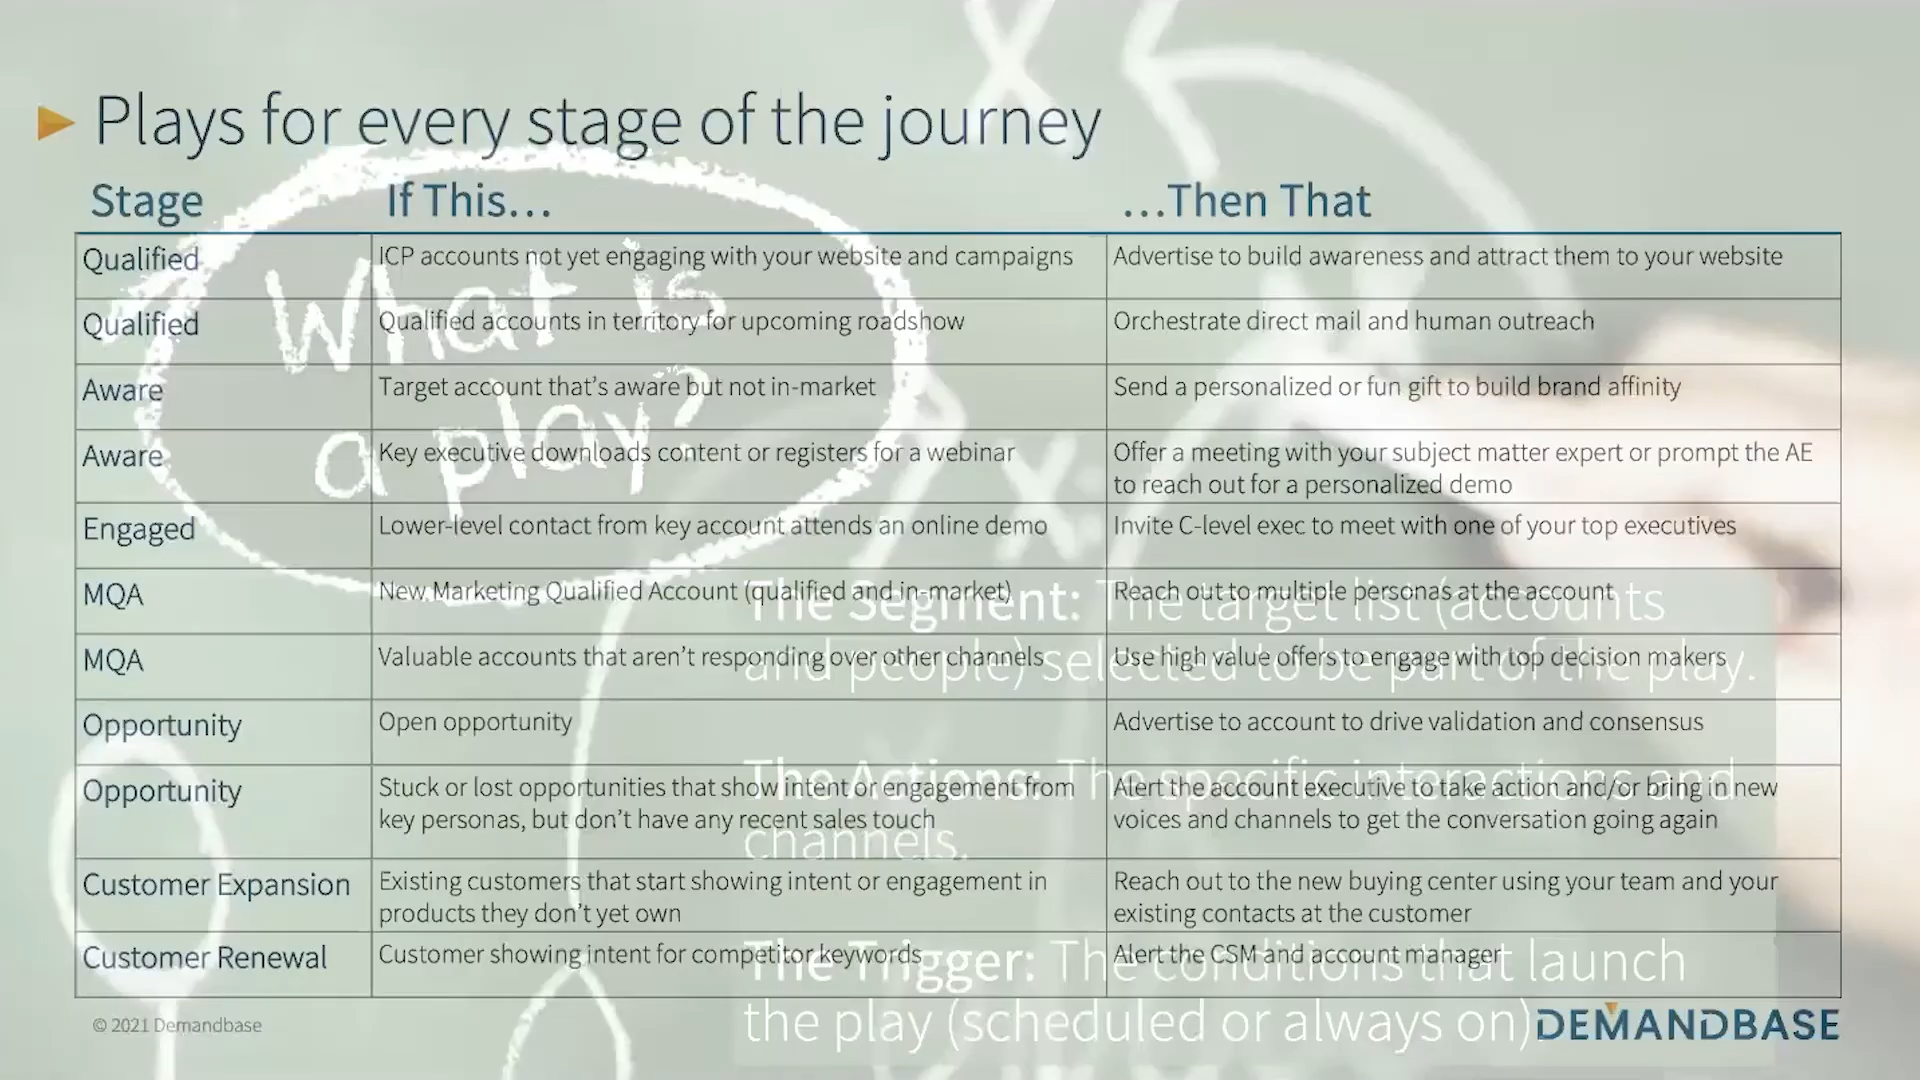 Plays for every stage of the journey
Stage If This… …Then That
Qualified ICP accounts not yet engaging with your website and campaigns Advertise to build awareness and attract them to your website
Qualified Qualified accounts in territory for upcoming roadshow Orchestrate direct mail and human outreach
Aware Target account that's aware but not in-market Send a personalized or fun gift to build brand affinity
Aware Key executive downloads content or registers for a webinar Offer a meeting with your subject matter expert or prompt the AE
to reach out for a personalized demo
Engaged Lower-level contact from key account attends an online demo Invite C-level exec to meet with one of your top executives
MQA New Marketing Qualified Account (qualified and in-market) Reach out to multiple personas at the account
MQA Valuable accounts that aren't responding over other channels Use high value offers to engage with top decision makers
Opportunity Open opportunity Advertise to account to drive validation and consensus
Opportunity Stuck or lost opportunities that show intent or engagement from
key personas, but don't have any recent sales touch
Alert the account executive to take action and/or bring in new
voices and channels to get the conversation going again
Customer Expansion Existing customers that start showing intent or engagement in
products they don't yet own
Reach out to the new buying center using your team and your
existing contacts at the customer
Customer Renewal Customer showing intent for competitor keywords Alert the CSM and account manager
© 2021 Demandbase
DEMANDBASE
What is
a play?
The Segment: The target list (accounts
and people) selected to be part of the play.
The Actions: The specific interactions and
channels.
The Trigger: The conditions that launch
the play (scheduled or always on)